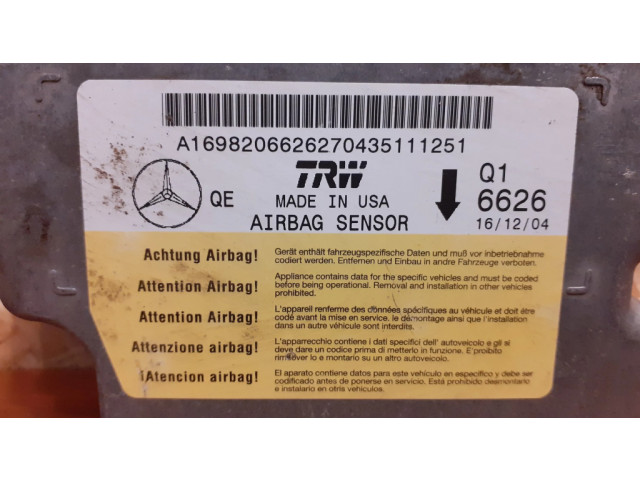 A1698206626270435111251
TRW
QE
MADE IN USA
AIRBAG SENSOR
Q1
6626
16/12/04
Achtung Airbag!
Gerät enthält fahrzeugspezifische Daten und muß vor inbetriebnahme
codiert werden. Entfernen und Einbau in andre Fahrzeuge verboten.
Attention Airbag!
Appliance contains data for the specific vehicles and must be coded
before being operational. Removal and installation in other vehicles
prohibited.
Attention Airbag!
L'appareil renferme des données spécifiques au véhicule et doit être
codé avant la mise en service. le démontage ainsi que l'installation
dans un autre véhicule sont interdits.
Attenzione airbag!
L'apparecchio contiene i dati specifici dell' autoveicolo e gli si
deve dare un codice prima di metterlo in funzione. E'proibito
rimuoverlo e montarlo su un altro autoveicolo.
¡Atencion airbag!
El aparato contiene datos para este vehículo en específico y debe ser
codificado antes de ponerse en servicio. Está prohibido desmontarlo
e instalarlo en otros vehículos.